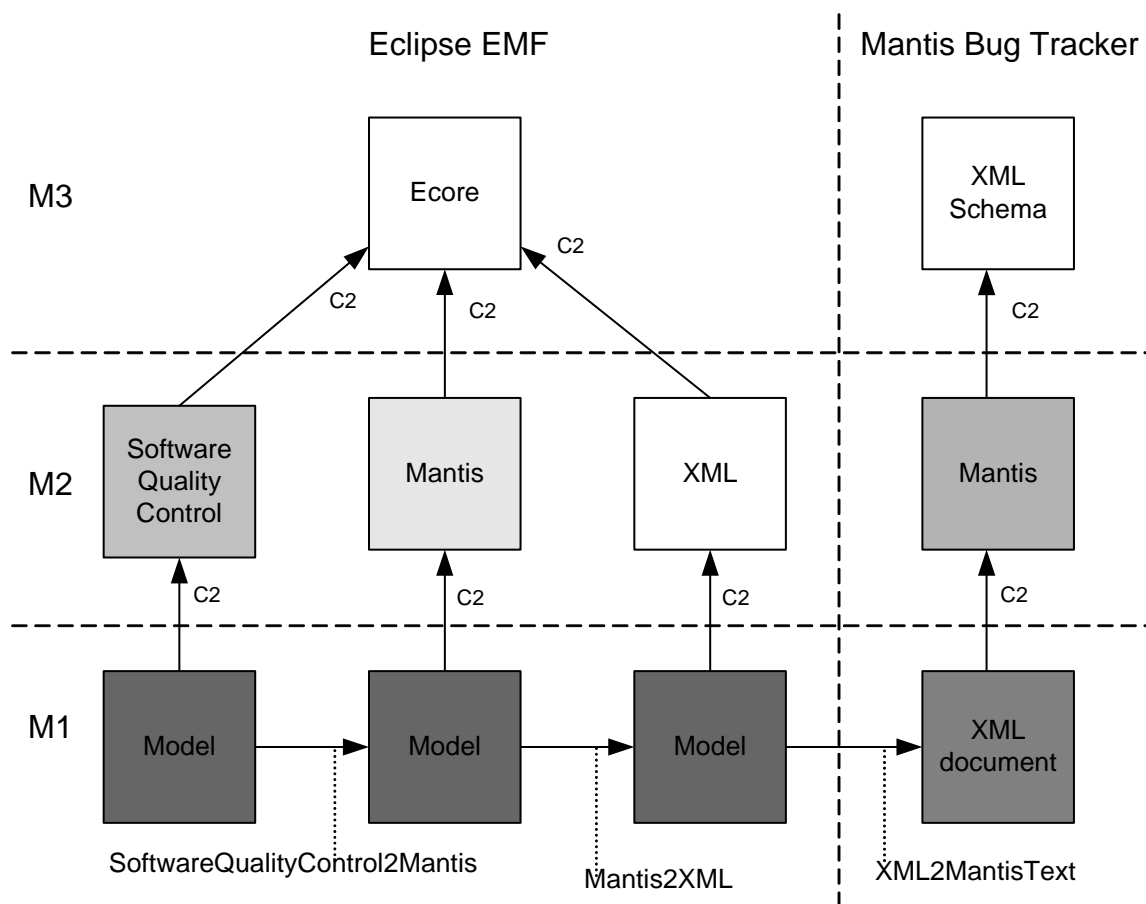 Eclipse EMF
Mantis Bug Tracker
M3
Ecore
XML
Schema
C2
C2
C2
C2
M2
Software
Quality
Control
Mantis
XML
Mantis
C2
C2
C2
C2
M1
Model
Model
Model
XML
document
SoftwareQualityControl2Mantis
Mantis2XML
XML2MantisText